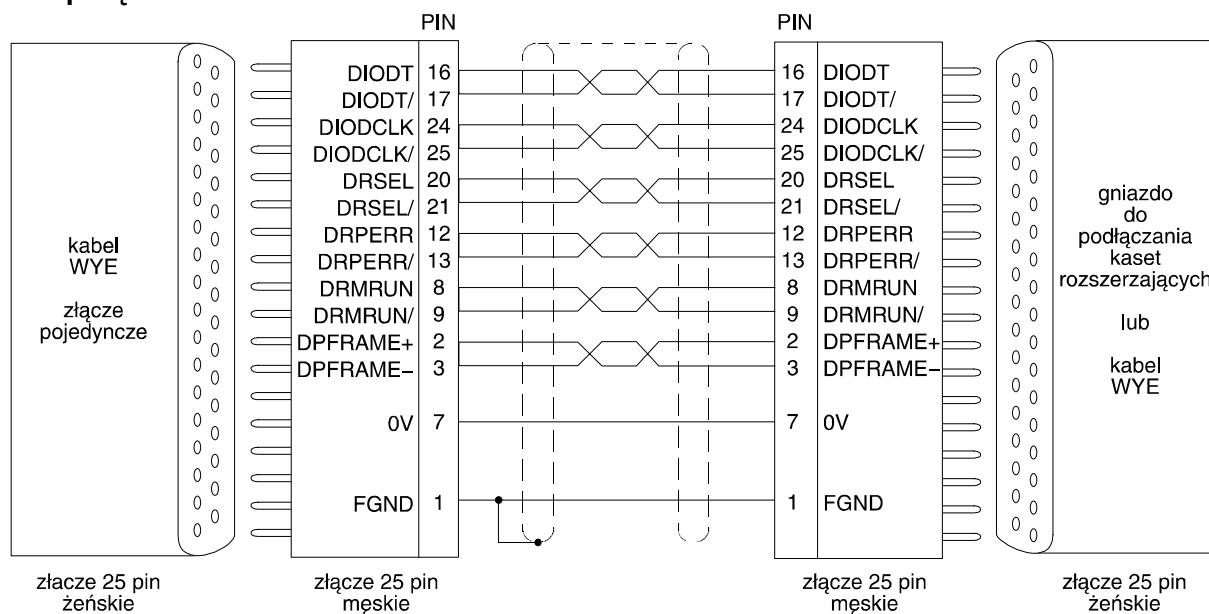 PIN PIN
DIODT 16 16 DIODT
DIODT/ 17 17 DIODT/
DIODCLK 24 24 DIODCLK
DIODCLK/ 25 25 DIODCLK/
DRSEL 20 20 DRSEL
DRSEL/ 21 21 DRSEL/
DRPERR 12 12 DRPERR
DRPERR/ 13 13 DRPERR/
DRMRUN 8 8 DRMRUN
DRMRUN/ 9 9 DRMRUN/
DPFRAME+ 2 2 DPFRAME+
DPFRAME– 3 3 DPFRAME–
0V 7 7 0V
FGND 1 1 FGND
kabel
WYE
złącze
pojedyncze
gniazdo
do
podłączania
kaset
rozszerzających
lub
kabel
WYE
złacze 25 pin
żeńskie
złącze 25 pin
męskie
złącze 25 pin
męskie
złącze 25 pin
żeńskie